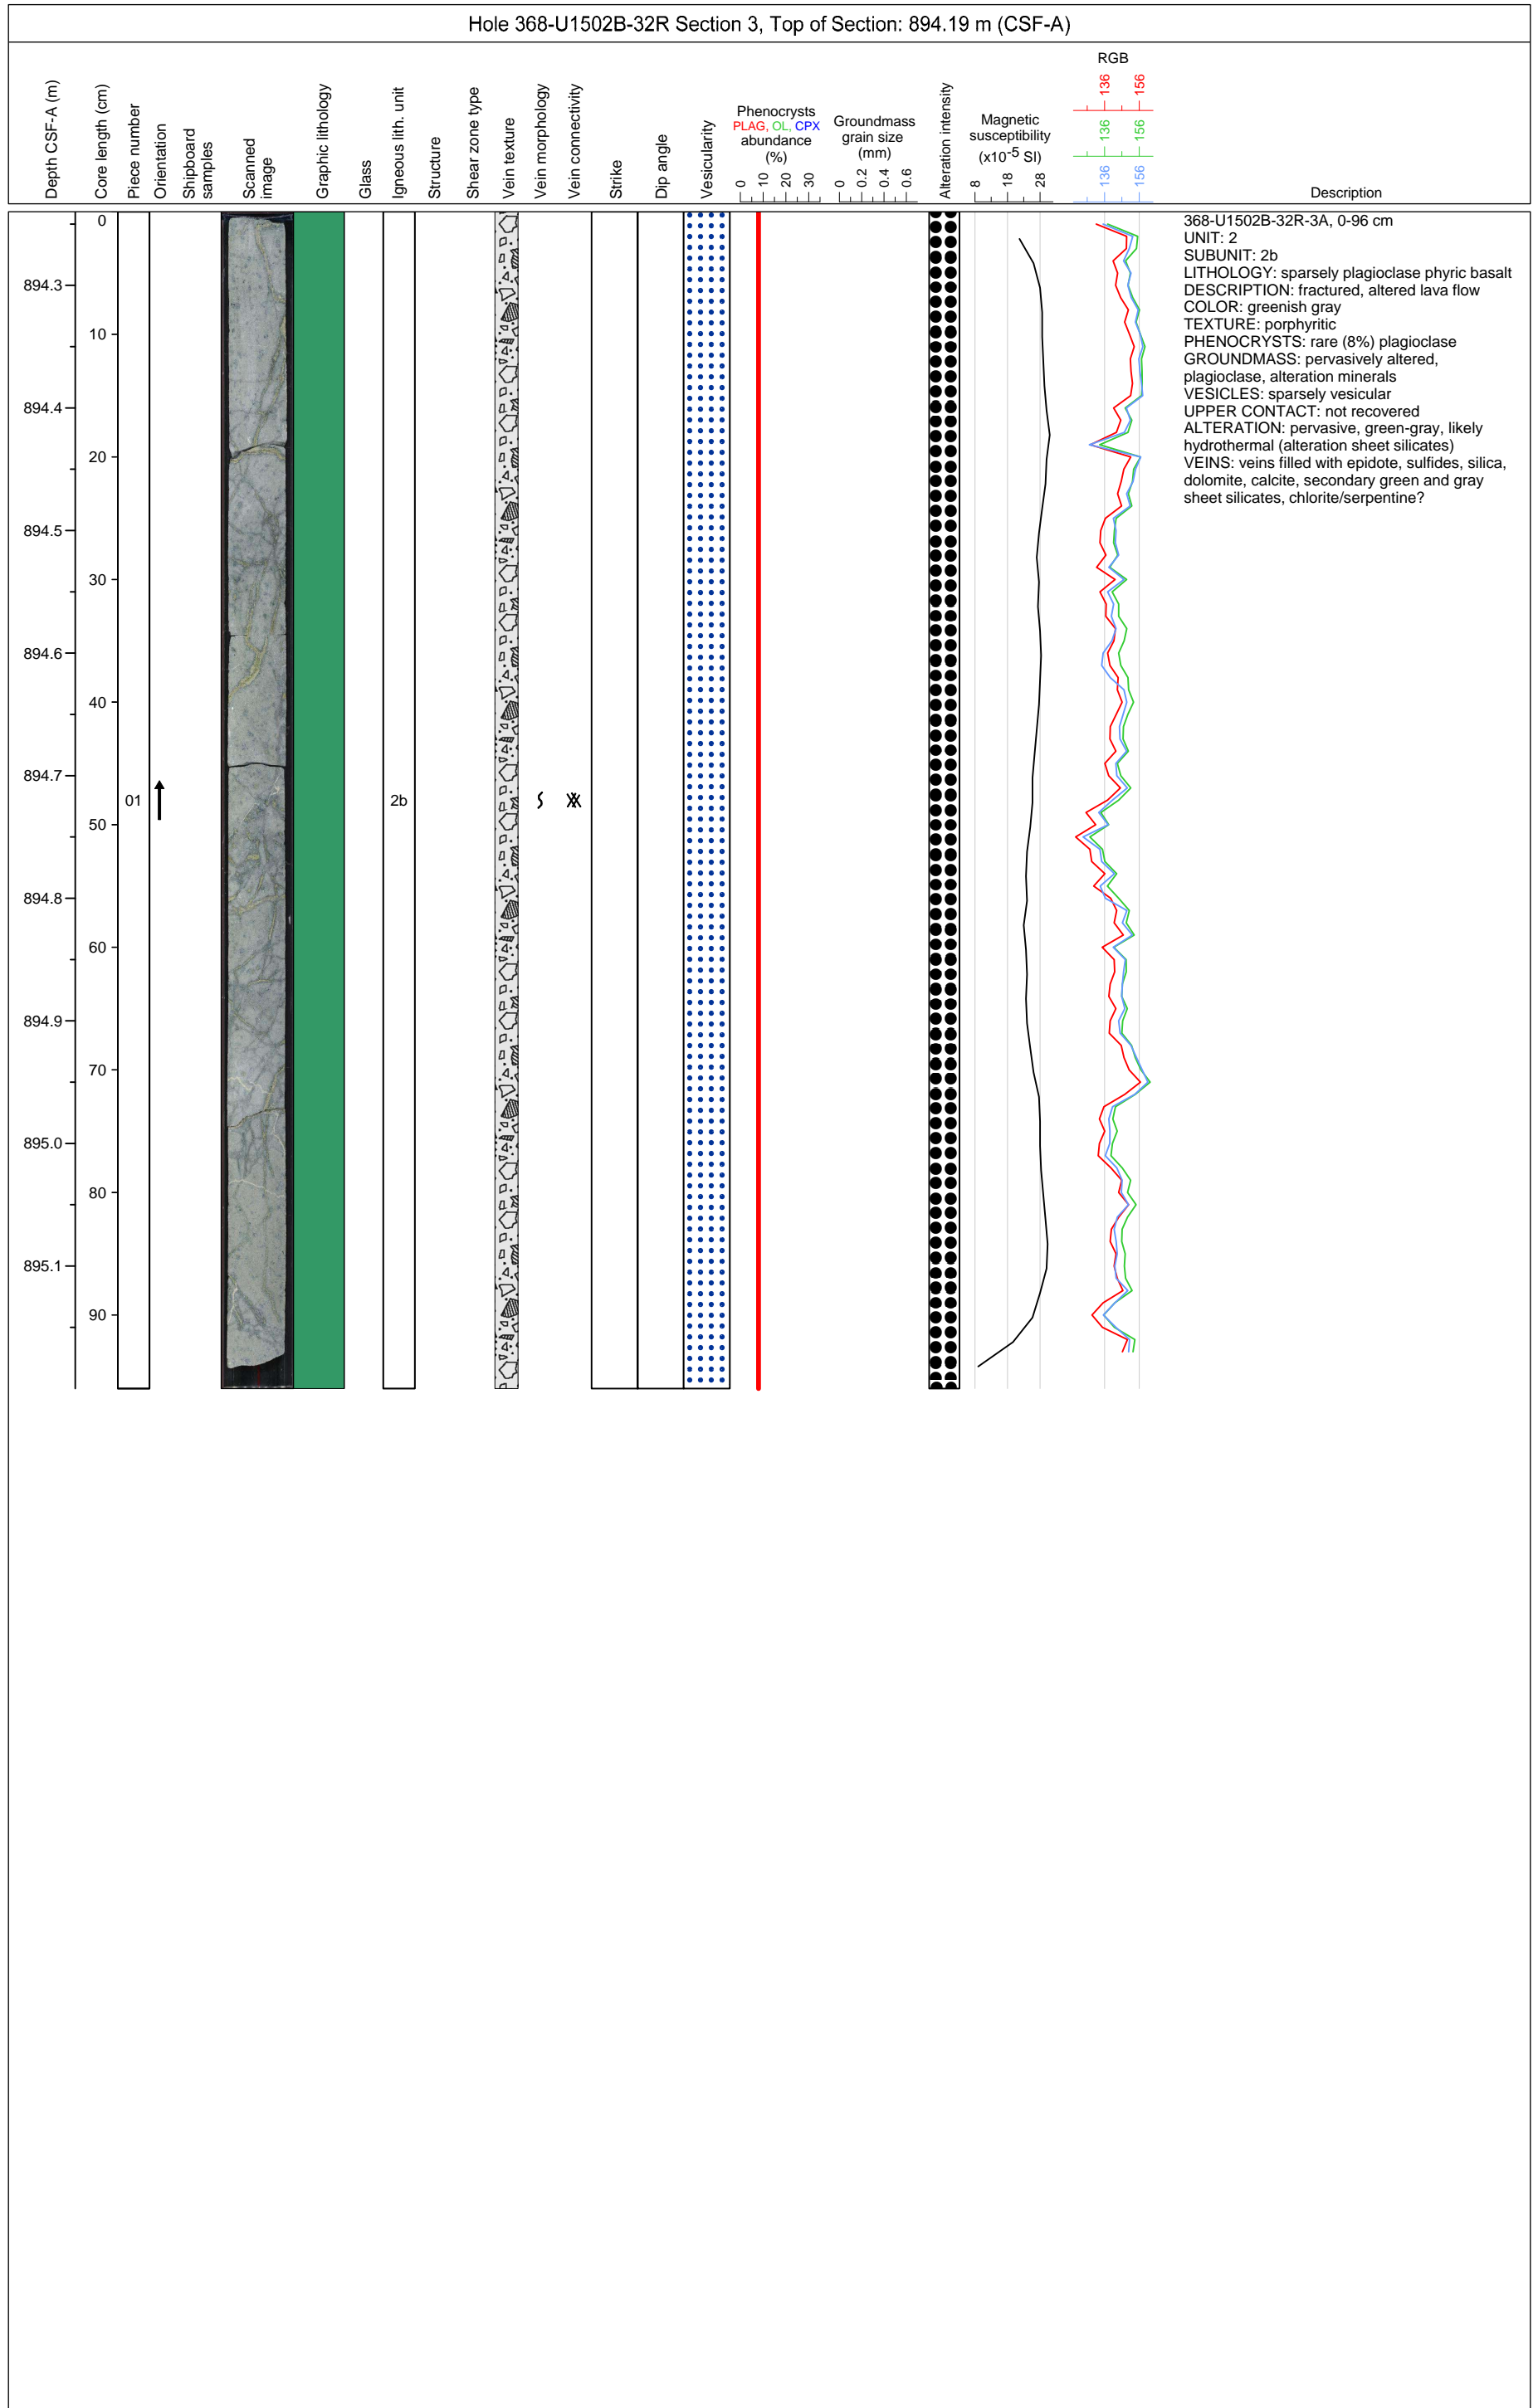 Hole 368-U1502B-32R Section 3, Top of Section: 894.19 m (CSF-A)
Depth CSF-A (m)
Core length (cm)
Piece number
Orientation
Shipboard
samples
Scanned
image
Graphic lithology
Glass
Igneous lith. unit
Structure
Shear zone type
Vein texture
Vein morphology
Vein connectivity
Strike
Dip angle
Vesicularity
Phenocrysts
PLAG, OL, CPX
abundance
(%)
0 10 20 30
Groundmass
grain size
(mm)
0 0.2 0.4 0.6
Alteration intensity
Magnetic
susceptibility
(x10-5 SI)
8 18 28
RGB
136 156
136 156
136 156
Description
894.3
894.4
894.5
894.6
894.7
894.8
894.9
895.0
895.1
0
10
20
30
40
50
60
70
80
90
01
2b
368-U1502B-32R-3A, 0-96 cm
UNIT: 2
SUBUNIT: 2b
LITHOLOGY: sparsely plagioclase phyric basalt
DESCRIPTION: fractured, altered lava flow
COLOR: greenish gray
TEXTURE: porphyritic
PHENOCRYSTS: rare (8%) plagioclase
GROUNDMASS: pervasively altered,
plagioclase, alteration minerals
VESICLES: sparsely vesicular
UPPER CONTACT: not recovered
ALTERATION: pervasive, green-gray, likely
hydrothermal (alteration sheet silicates)
VEINS: veins filled with epidote, sulfides, silica,
dolomite, calcite, secondary green and gray
sheet silicates, chlorite/serpentine?